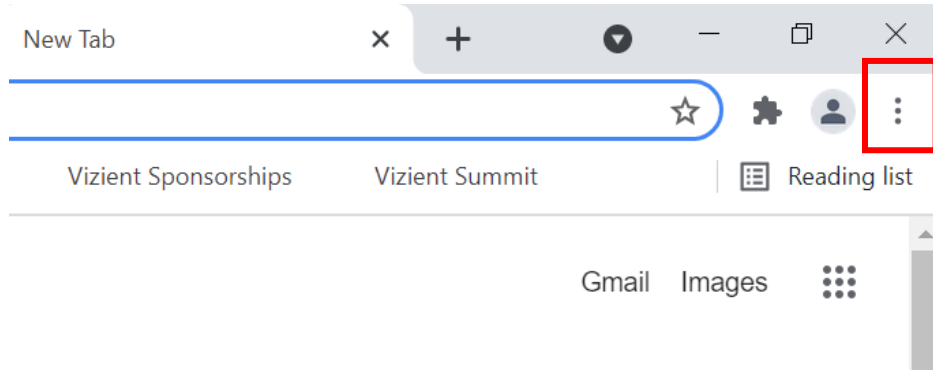 New Tab
Vizient Sponsorships Vizient Summit Reading list
Gmail Images